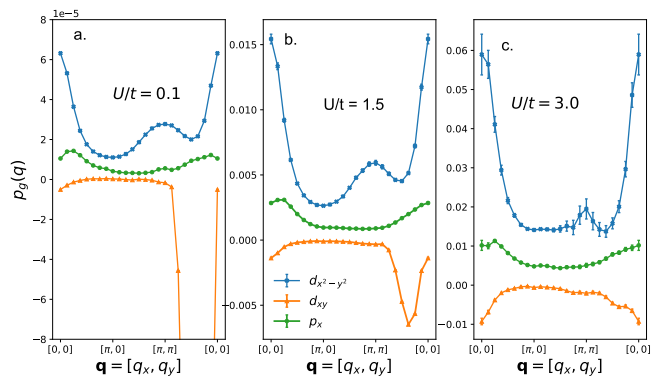 1e−5
a.
b.
c.
U/t = 0.1
U/t = 1.5
U/t = 3.0
p_g(q)
8
6
4
2
0
−2
−4
−6
−8
0.015
0.010
0.005
0.000
−0.005
0.06
0.05
0.04
0.03
0.02
0.01
0.00
−0.01
d_{x²−y²}
d_{xy}
p_x
[0, 0] [π, 0] [π, π] [0, 0]
[0, 0] [π, 0] [π, π] [0, 0]
[0, 0] [π, 0] [π, π] [0, 0]
q = [q_x, q_y]
q = [q_x, q_y]
q = [q_x, q_y]